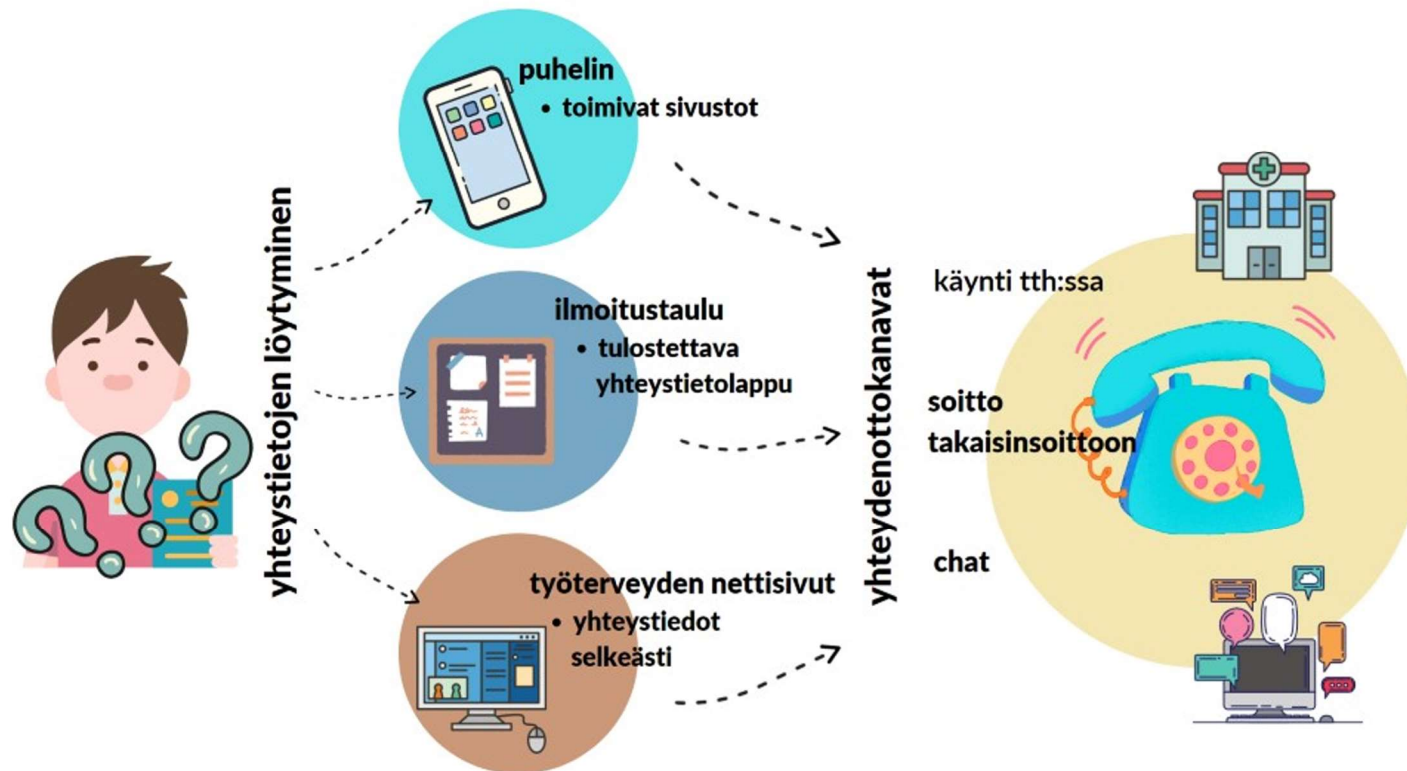 yhteystietojen löytyminen
puhelin
• toimivat sivustot
ilmoitustaulu
• tulostettava
yhteystietolappu
työterveyden nettisivut
• yhteystiedot
selkeästi
yhteydenottokanavat
käynti tth:ssa
soitto
takaisinsoittoon
chat